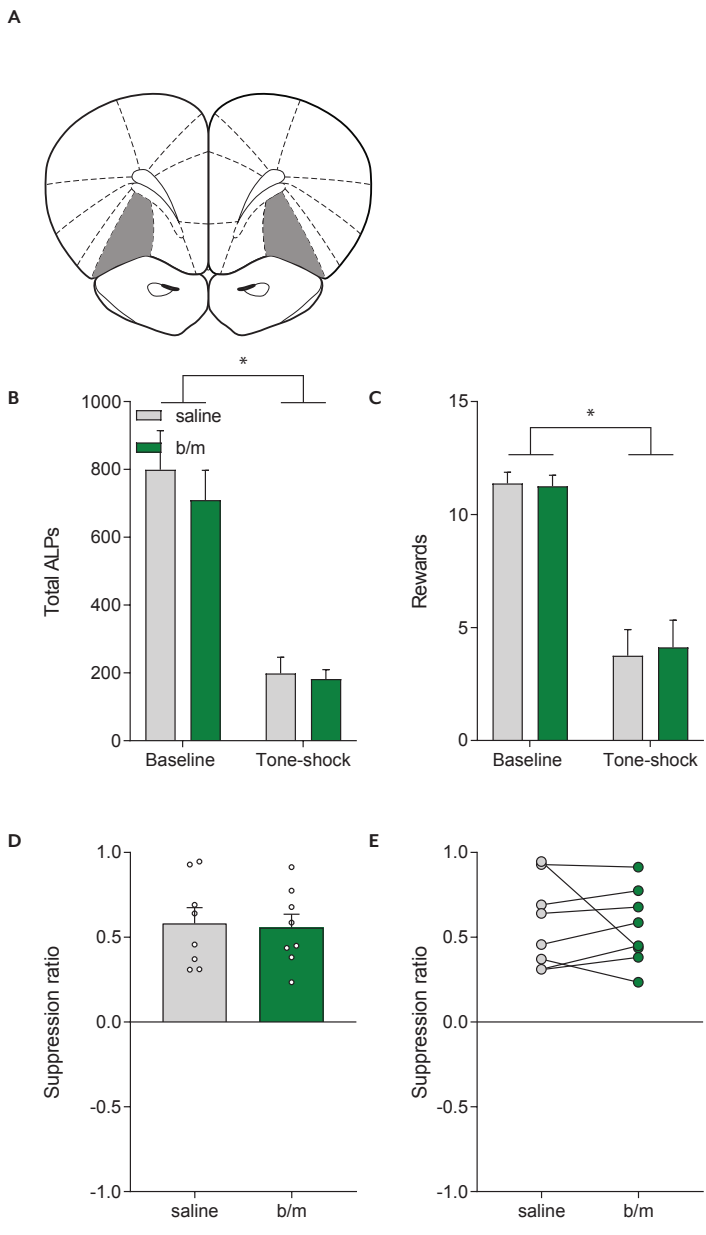 A
B
*
1000
800
600
400
200
0
Total ALPs
saline
b/m
Baseline Tone-shock
C
*
15
10
5
0
Rewards
Baseline Tone-shock
D
1.0
0.5
0.0
-0.5
-1.0
Suppression ratio
saline b/m
E
1.0
0.5
0.0
-0.5
-1.0
Suppression ratio
saline b/m